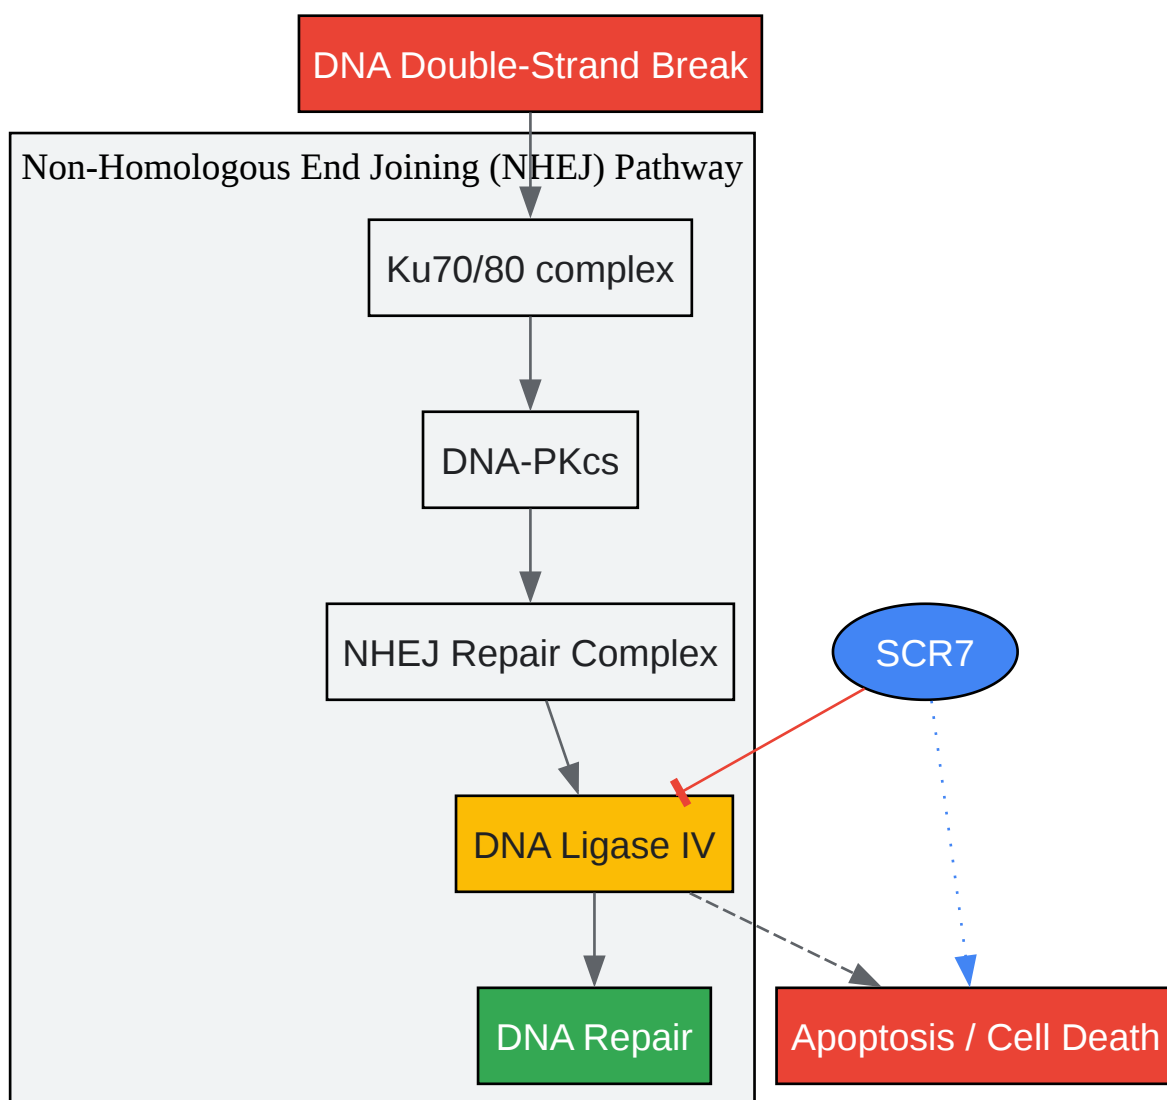 DNA Double-Strand Break
Non-Homologous End Joining (NHEJ) Pathway
Ku70/80 complex
DNA-PKcs
NHEJ Repair Complex
SCR7
DNA Ligase IV
DNA Repair
Apoptosis / Cell Death